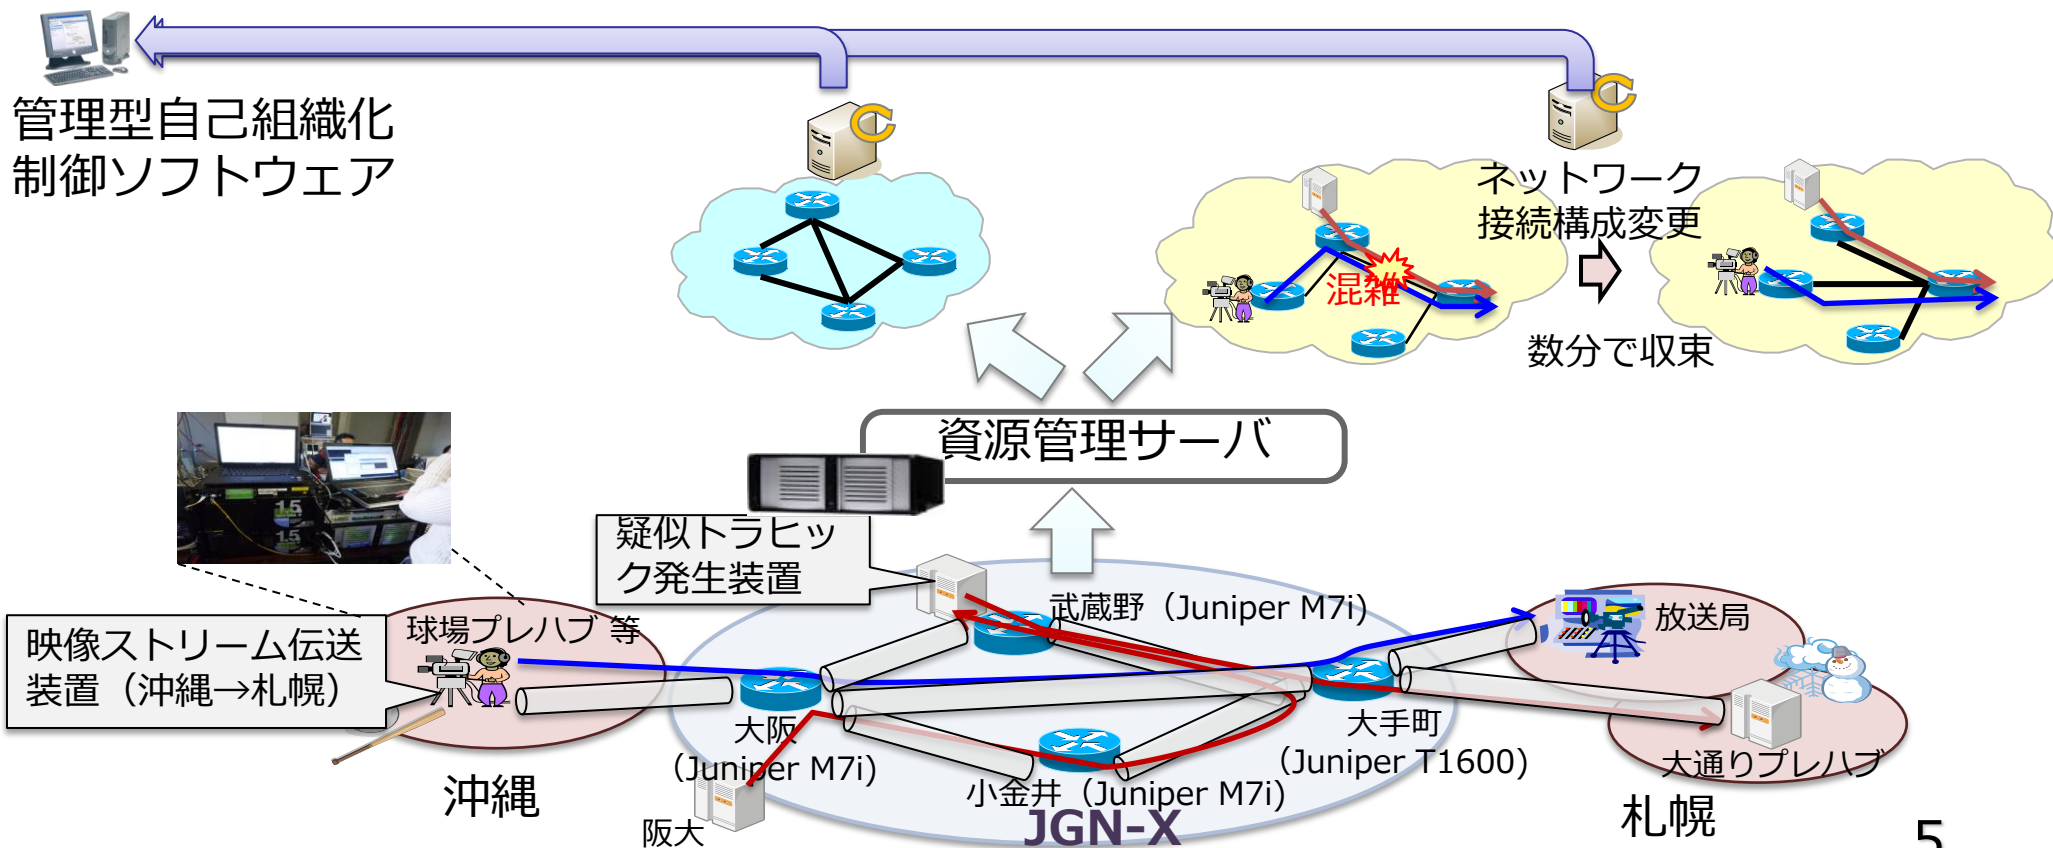 管理型自己組織化
制御ソフトウェア
ネットワーク
接続構成変更
混雑
数分で収束
資源管理サーバ
疑似トラヒッ
ク発生装置
映像ストリーム伝送
装置（沖縄→札幌）
球場プレハブ 等
武蔵野（Juniper M7i)
放送局
大阪
(Juniper M7i)
大手町
(Juniper T1600)
小金井（Juniper M7i)
大通りプレハブ
沖縄
阪大
JGN-X
札幌
5
15
15